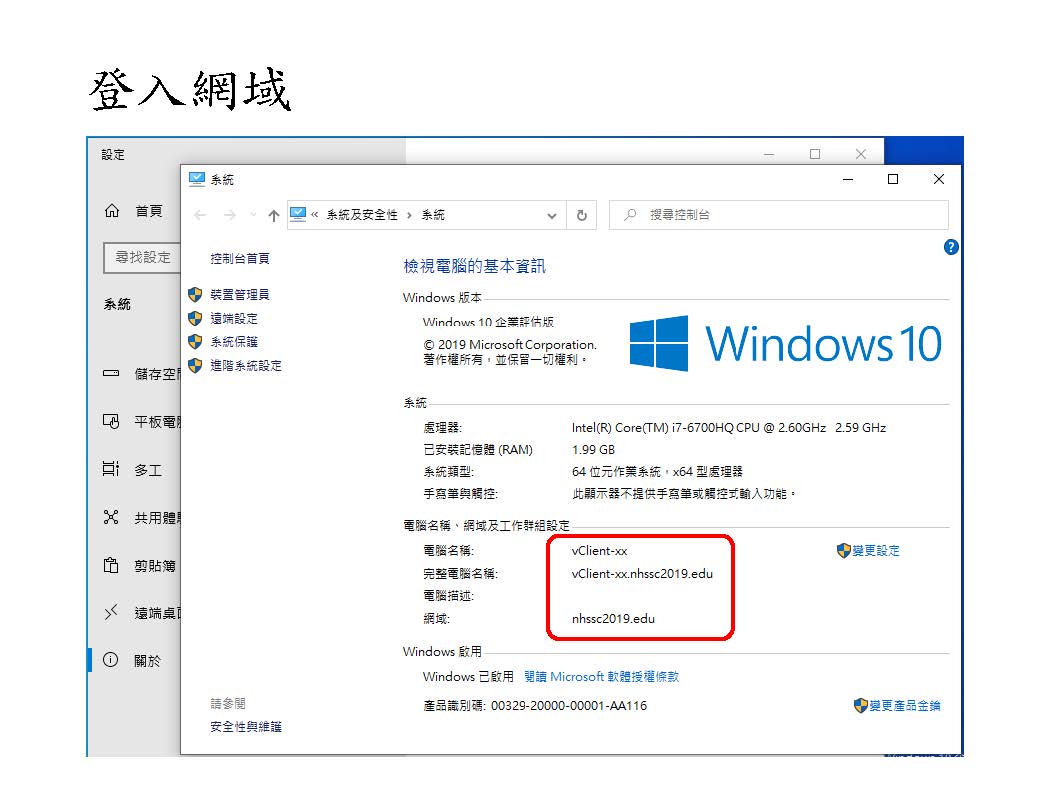 登入網域
設定
系統
首頁
« 系統及安全性 › 系統
搜尋控制台
尋找設定
控制台首頁
檢視電腦的基本資訊
裝置管理員
Windows 版本
系統
遠端設定
Windows 10 企業評估版
系統保護
© 2019 Microsoft Corporation.
著作權所有，並保留一切權利。
Windows 10
進階系統設定
儲存空
系統
平板電
處理器: Intel(R) Core(TM) i7-6700HQ CPU @ 2.60GHz 2.59 GHz
已安裝記憶體 (RAM) 1.99 GB
多工
系統類型: 64 位元作業系統，x64 型處理器
手寫筆與觸控: 此顯示器不提供手寫筆或觸控式輸入功能。
共用體
電腦名稱、網域及工作群組設定
電腦名稱: vClient-xx
變更設定
剪貼簿
完整電腦名稱: vClient-xx.nhssc2019.edu
電腦描述:
遠端桌
網域: nhssc2019.edu
關於
Windows 啟用
Windows 已啟用 閱讀 Microsoft 軟體授權條款
請參閱
產品識別碼: 00329-20000-00001-AA116
變更產品金鑰
安全性與維護